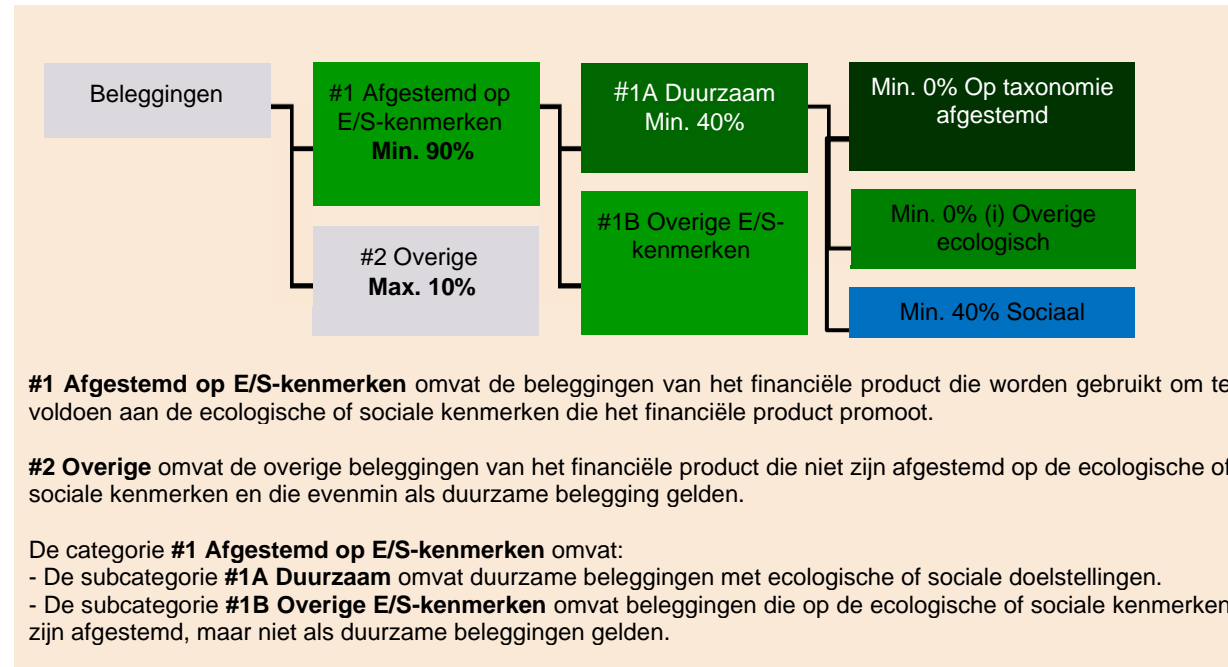 Beleggingen
#1 Afgestemd op
E/S-kenmerken
Min. 90%
#2 Overige
Max. 10%
#1A Duurzaam
Min. 40%
#1B Overige E/S-
kenmerken
Min. 0% Op taxonomie
afgestemd
Min. 0% (i) Overige
ecologisch
Min. 40% Sociaal
#1 Afgestemd op E/S-kenmerken omvat de beleggingen van het financiële product die worden gebruikt om te
voldoen aan de ecologische of sociale kenmerken die het financiële product promoot.
#2 Overige omvat de overige beleggingen van het financiële product die niet zijn afgestemd op de ecologische of
sociale kenmerken en die evenmin als duurzame belegging gelden.
De categorie #1 Afgestemd op E/S-kenmerken omvat:
- De subcategorie #1A Duurzaam omvat duurzame beleggingen met ecologische of sociale doelstellingen.
- De subcategorie #1B Overige E/S-kenmerken omvat beleggingen die op de ecologische of sociale kenmerken
zijn afgestemd, maar niet als duurzame beleggingen gelden.